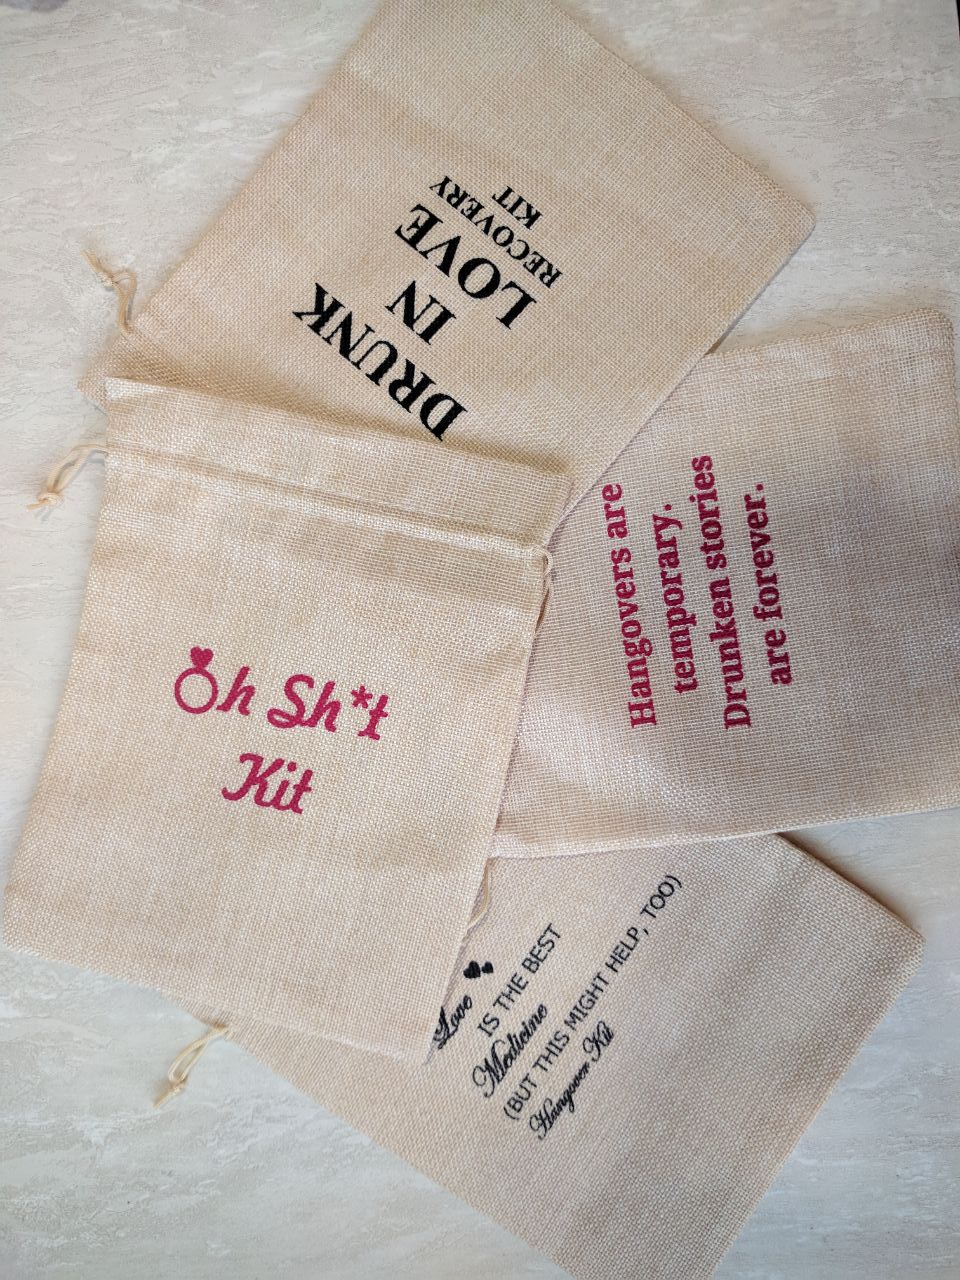 DRUNK
IN
LOVE
RECOVERY
KIT
Hangovers are
temporary.
Drunken stories
are forever.
Oh Sh*t
Kit
Love
IS THE BEST
Medicine
(BUT THIS MIGHT HELP, TOO)
Hangover Kit